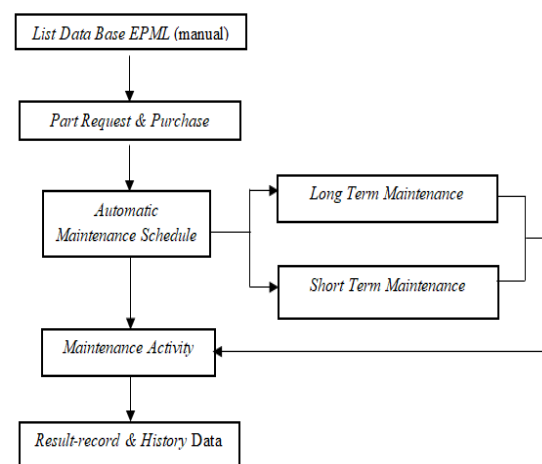 List Data Base EPML (manual)
Part Request & Purchase
Automatic
Maintenance Schedule
Long Term Maintenance
Short Term Maintenance
Maintenance Activity
Result-record & History Data